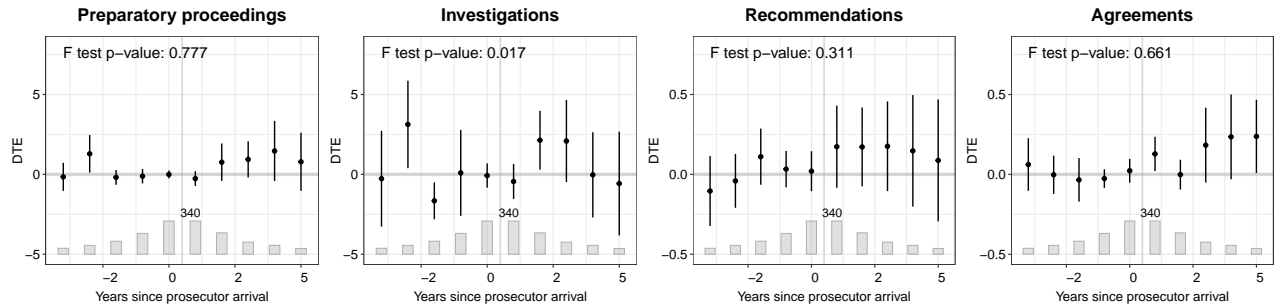 Preparatory proceedings
F test p-value: 0.777
5
0
−5
DTE
340
−2 0 2 5
Years since prosecutor arrival
Investigations
F test p-value: 0.017
5
0
−5
DTE
340
−2 0 2 5
Years since prosecutor arrival
Recommendations
F test p-value: 0.311
0.5
0.0
−0.5
DTE
340
−2 0 2 5
Years since prosecutor arrival
Agreements
F test p-value: 0.661
0.5
0.0
−0.5
DTE
340
−2 0 2 5
Years since prosecutor arrival